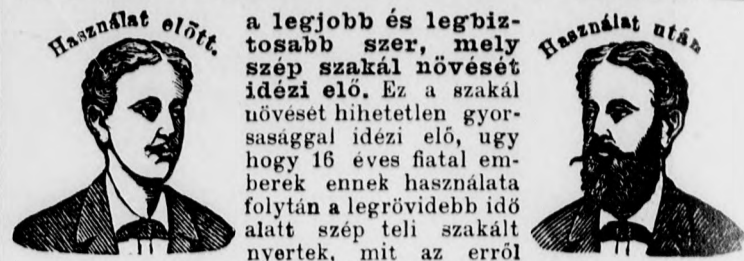 Használat előtt.
a legjobb és legbiz-
tosabb szer, mely
szép szakál növését
idézi elő. Ez a szakál
növését hihetetlen gyor-
sasággal idézi elő, ugy
hogy 16 éves fiatal em-
berek ennek használata
folytán a legrövidebb idő
alatt szép teli szakált
nyertek, mit az erről
Használat után